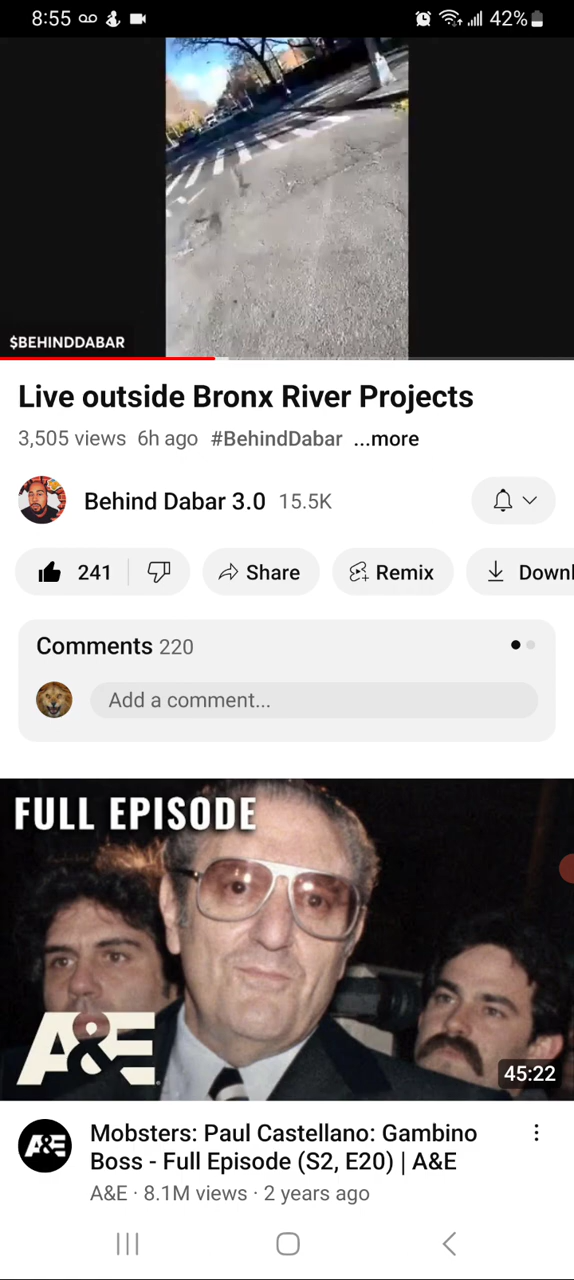 8:55
42%
$BEHINDDABAR
Live outside Bronx River Projects
3,505 views 6h ago #BehindDabar ...more
Behind Dabar 3.0 15.5K
241 Share Remix Downl
Comments 220
Add a comment...
FULL EPISODE
A&E
45:22
A&E
Mobsters: Paul Castellano: Gambino
Boss - Full Episode (S2, E20) | A&E
A&E · 8.1M views · 2 years ago